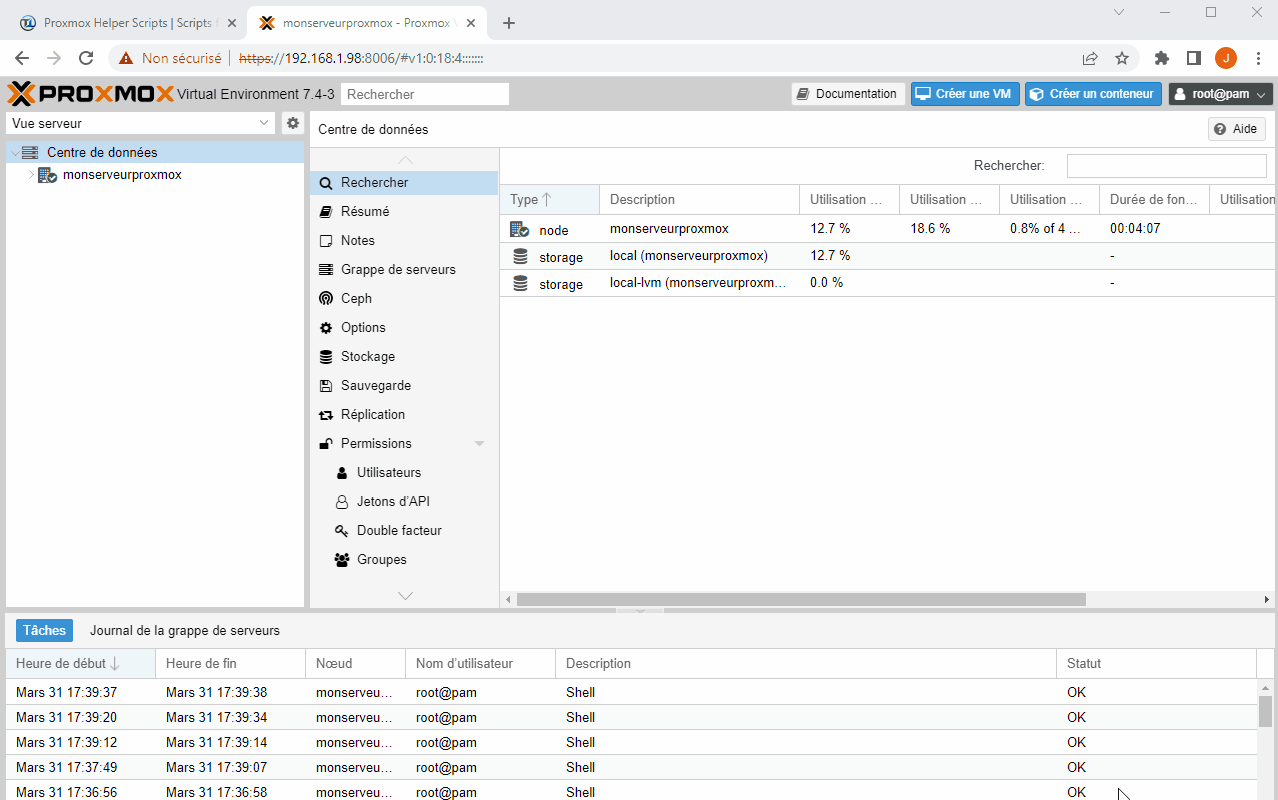 Proxmox Helper Scripts | Scripts
monserveurproxmox - Proxmox
Non sécurisé | https://192.168.1.98:8006/#v1:0:18:4:::::::
J
PROXMOX Virtual Environment 7.4-3 Rechercher Documentation Créer une VM Créer un conteneur root@pam
Vue serveur
Centre de données
monserveurproxmox
Centre de données Aide
Rechercher
Résumé
Notes
Grappe de serveurs
Ceph
Options
Stockage
Sauvegarde
Réplication
Permissions
Utilisateurs
Jetons d'API
Double facteur
Groupes
Rechercher:
Type Description Utilisation ... Utilisation ... Utilisation ... Durée de fon... Utilisation
node monserveurproxmox 12.7 % 18.6 % 0.8% of 4 ... 00:04:07
storage local (monserveurproxmox) 12.7 % -
storage local-lvm (monserveurproxm... 0.0 % -
Tâches Journal de la grappe de serveurs
Heure de début Heure de fin Nœud Nom d'utilisateur Description Statut
Mars 31 17:39:37 Mars 31 17:39:38 monserveu... root@pam Shell OK
Mars 31 17:39:20 Mars 31 17:39:34 monserveu... root@pam Shell OK
Mars 31 17:39:12 Mars 31 17:39:14 monserveu... root@pam Shell OK
Mars 31 17:37:49 Mars 31 17:39:07 monserveu... root@pam Shell OK
Mars 31 17:36:56 Mars 31 17:36:58 monserveu... root@pam Shell OK